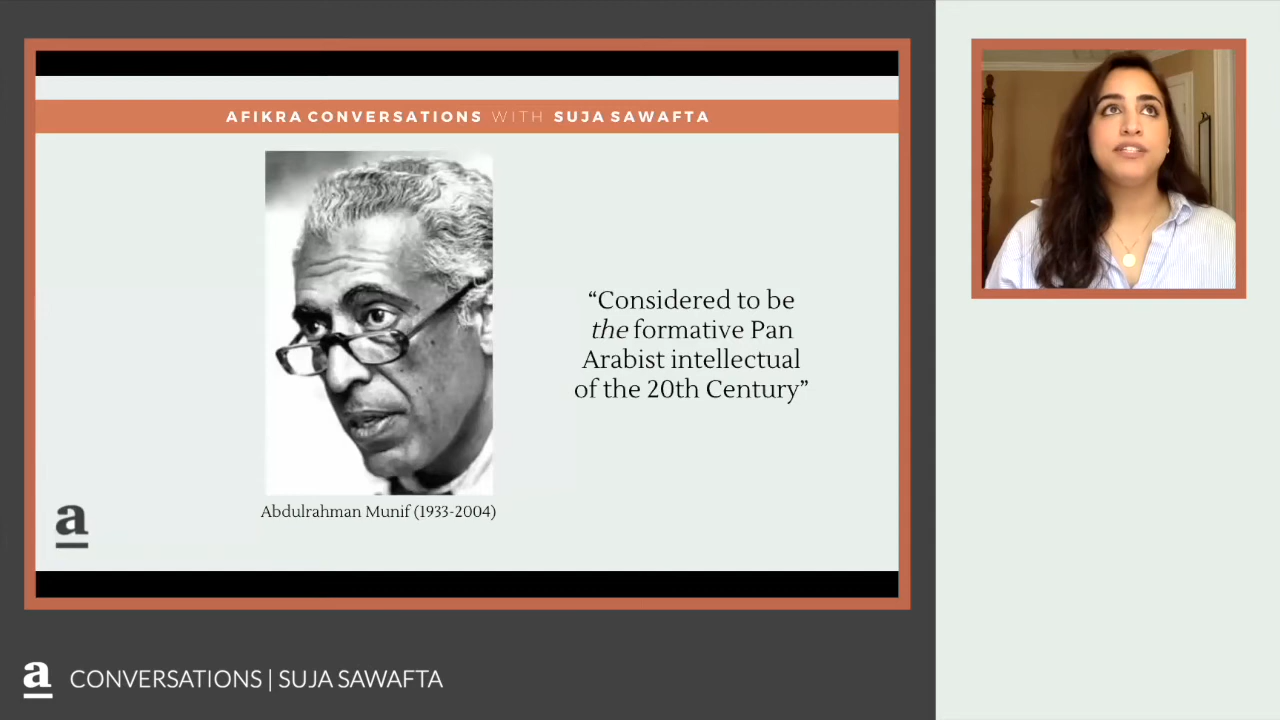 AFIKRA CONVERSATIONS WITH SUJA SAWAFTA
“Considered to be
the formative Pan
Arabist intellectual
of the 20th Century”
Abdulrahman Munif (1933-2004)
a
a CONVERSATIONS | SUJA SAWAFTA